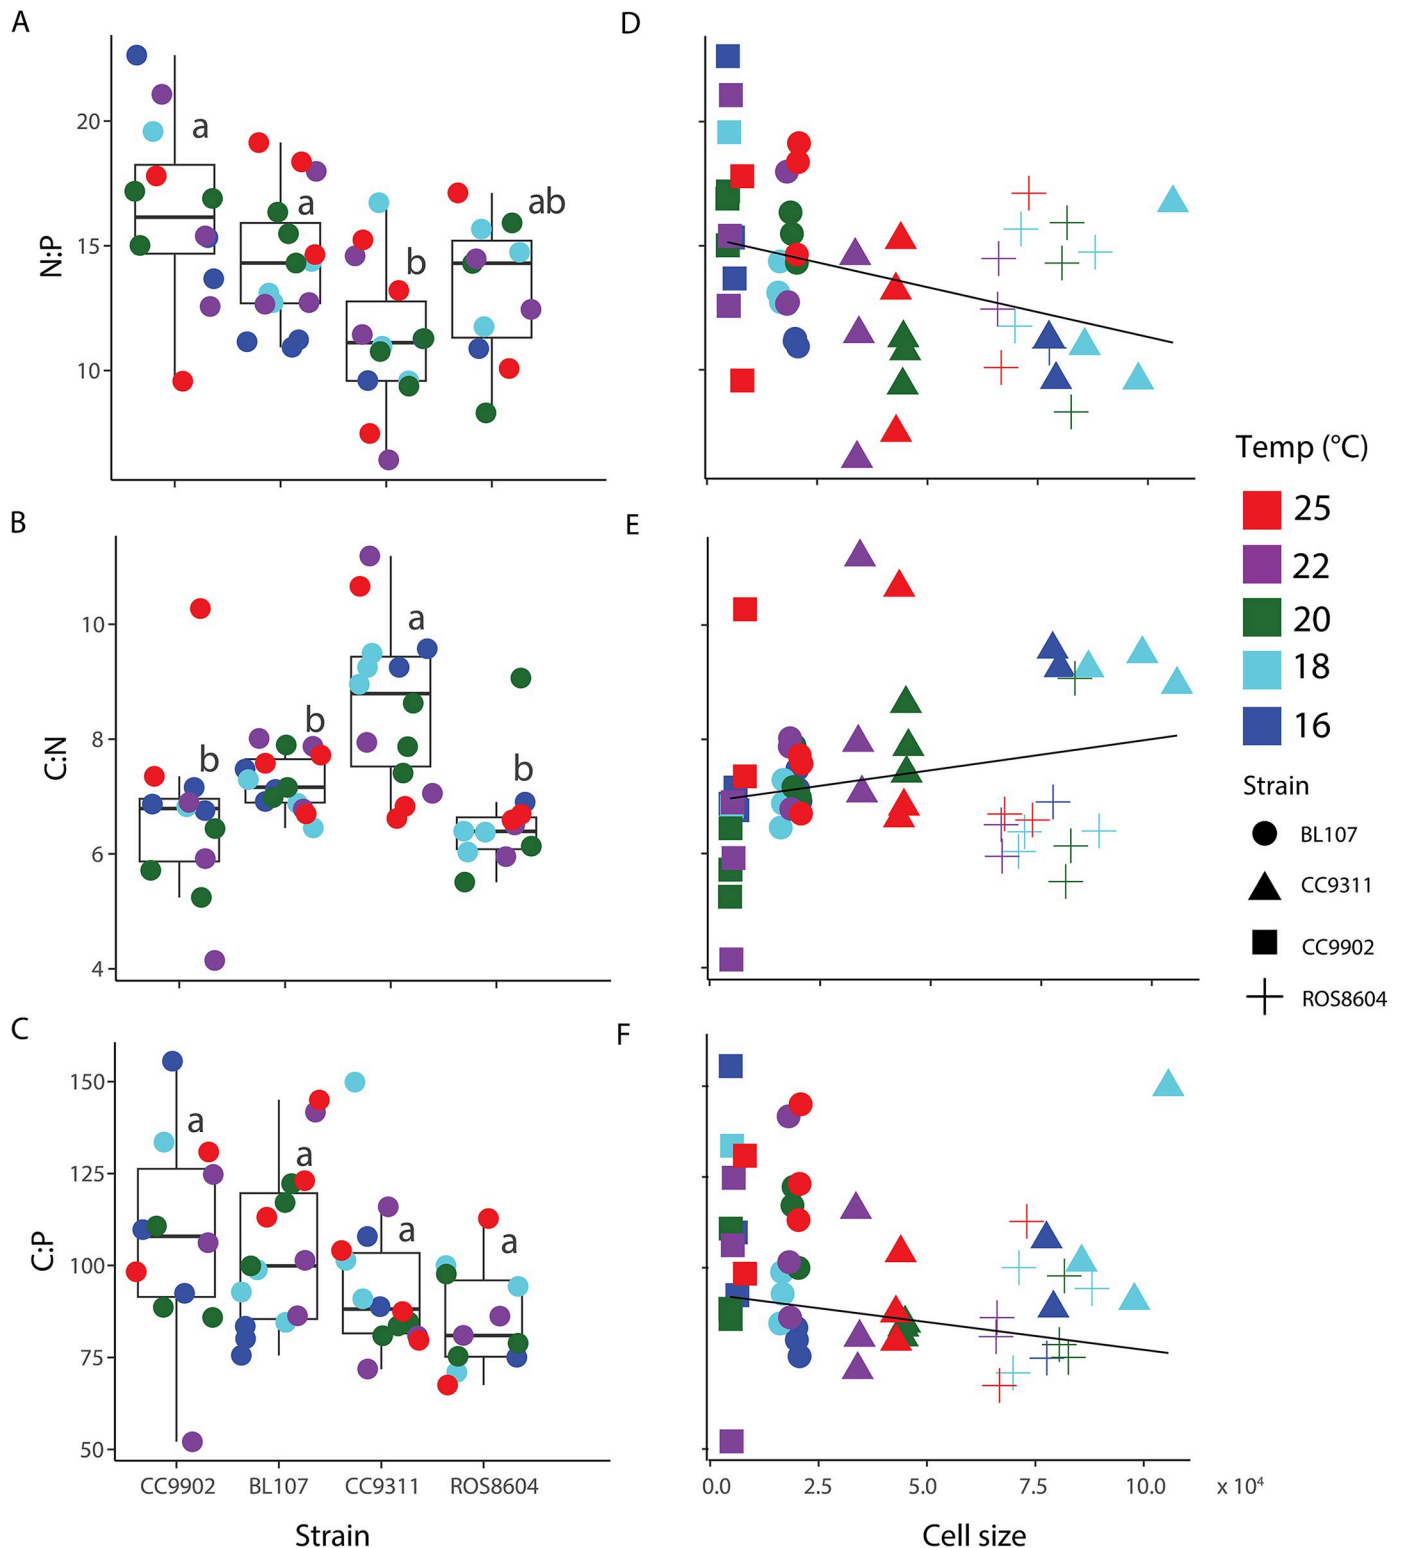 A
N:P
20
15
10
a
a
b
ab
D
B
C:N
10
8
6
4
b
b
a
b
E
C
C:P
150
125
100
75
50
a
a
a
a
CC9902 BL107 CC9311 ROS8604
Strain
F
0.0 2.5 5.0 7.5 10.0 x 10⁴
Cell size
Temp (°C)
25
22
20
18
16
Strain
BL107
CC9311
CC9902
ROS8604